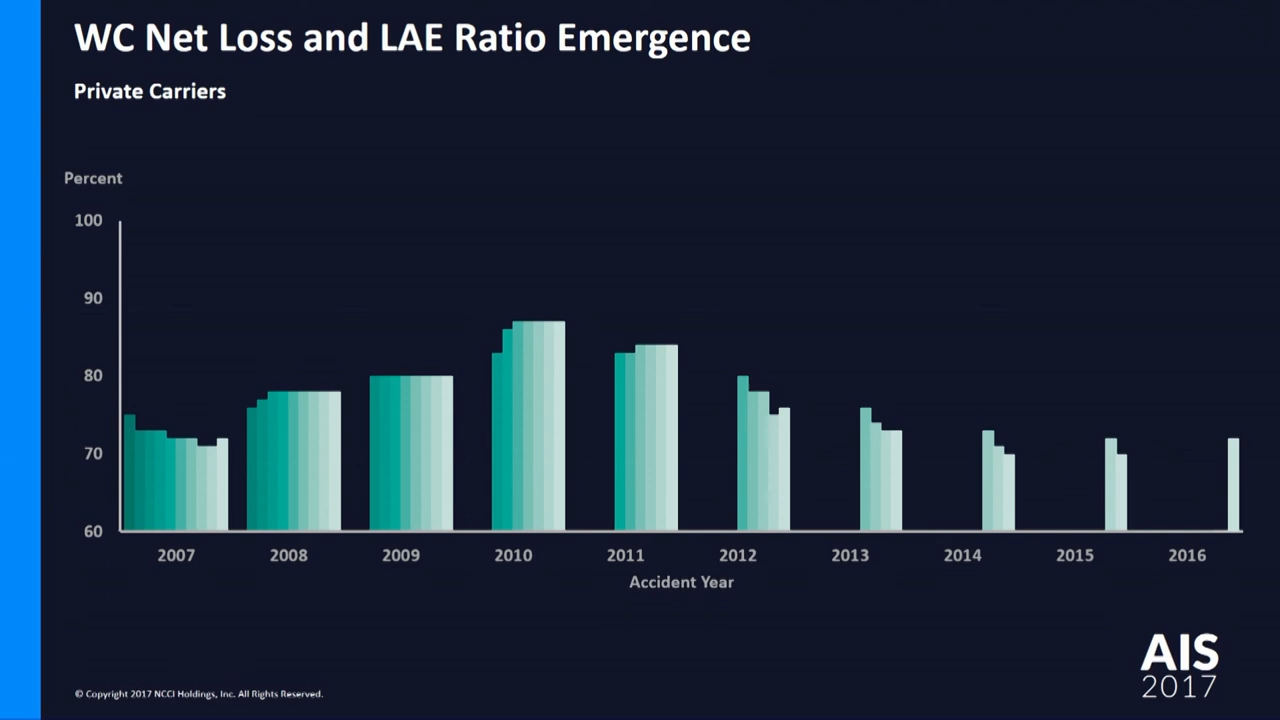 WC Net Loss and LAE Ratio Emergence
Private Carriers
Percent
100
90
80
70
60
2007 2008 2009 2010 2011 2012 2013 2014 2015 2016
Accident Year
AIS
2017
© Copyright 2017 NCCI Holdings, Inc. All Rights Reserved.